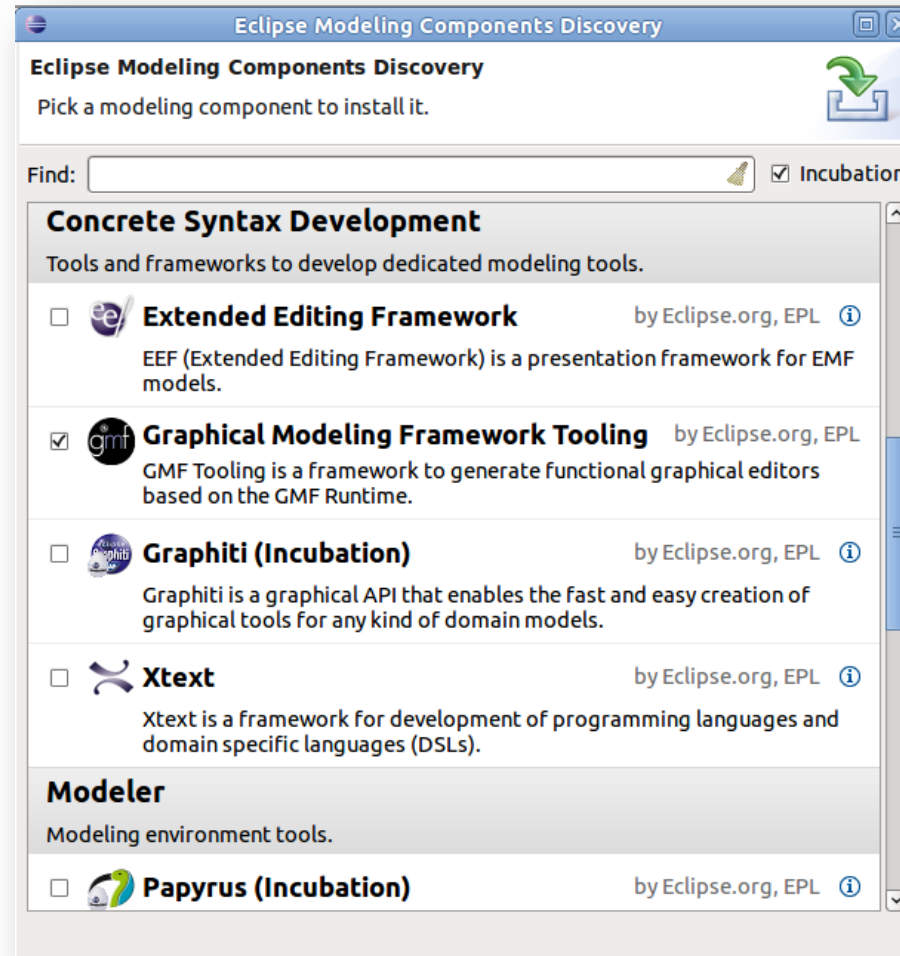 Eclipse Modeling Components Discovery
Eclipse Modeling Components Discovery
Pick a modeling component to install it.
Find:
Incubation
Concrete Syntax Development
Tools and frameworks to develop dedicated modeling tools.
Extended Editing Framework by Eclipse.org, EPL
EEF (Extended Editing Framework) is a presentation framework for EMF
models.
gmf Graphical Modeling Framework Tooling by Eclipse.org, EPL
GMF Tooling is a framework to generate functional graphical editors
based on the GMF Runtime.
Graphiti (Incubation) by Eclipse.org, EPL
Graphiti is a graphical API that enables the fast and easy creation of
graphical tools for any kind of domain models.
Xtext by Eclipse.org, EPL
Xtext is a framework for development of programming languages and
domain specific languages (DSLs).
Modeler
Modeling environment tools.
Papyrus (Incubation) by Eclipse.org, EPL